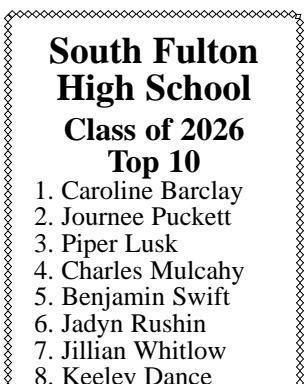 South Fulton
High School
Class of 2026
Top 10
1. Caroline Barclay
2. Journee Puckett
3. Piper Lusk
4. Charles Mulcahy
5. Benjamin Swift
6. Jadyn Rushin
7. Jillian Whitlow
8. Keeley Dance